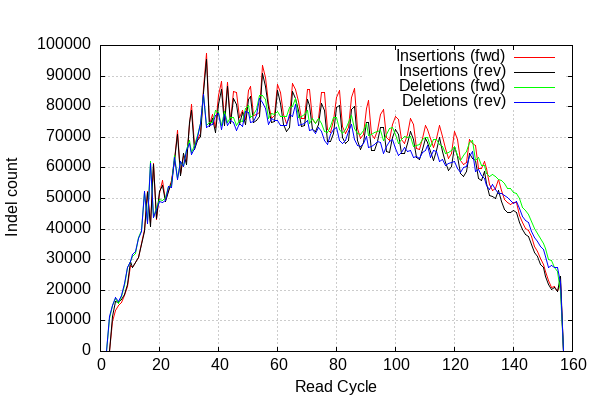 100000
90000
80000
70000
60000
50000
40000
30000
20000
10000
0
Indel count
Insertions (fwd)
Insertions (rev)
Deletions (fwd)
Deletions (rev)
0 20 40 60 80 100 120 140 160
Read Cycle